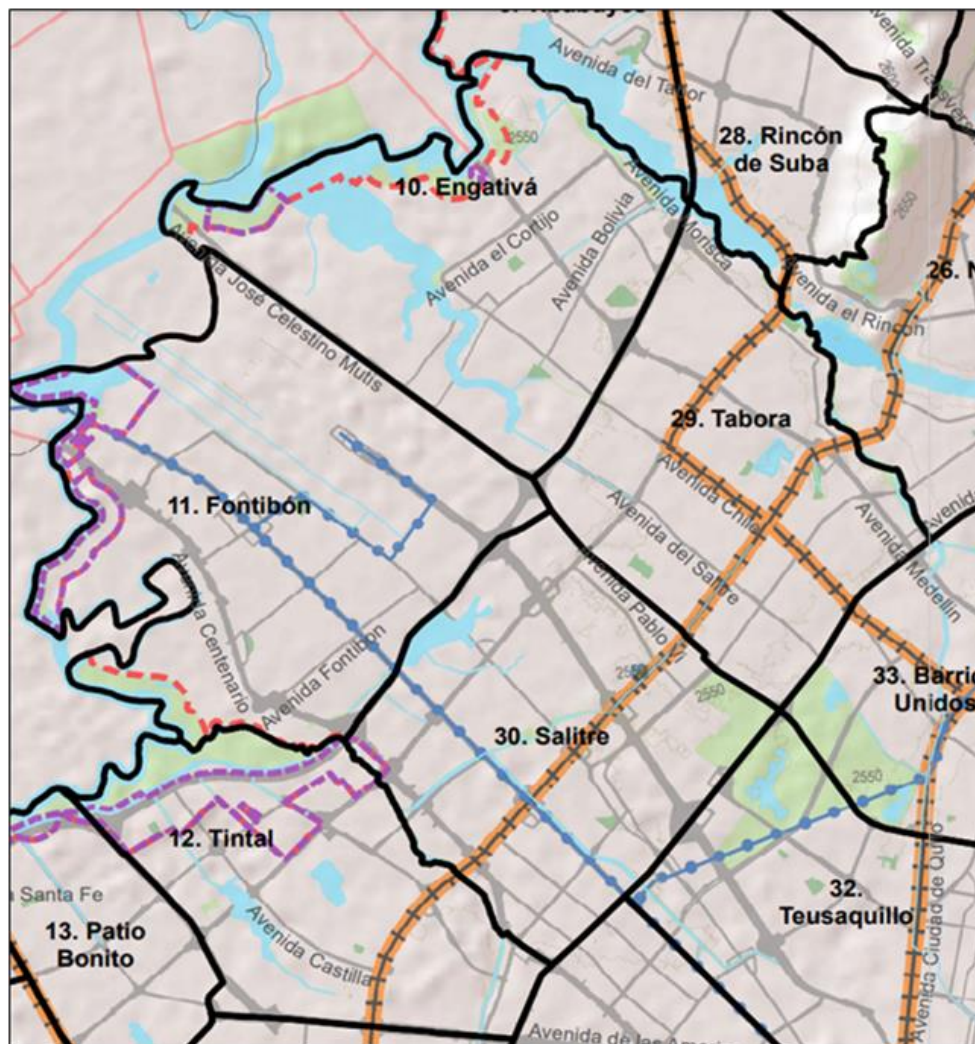 Avenida del Tabor
2600
28. Rincón
de Suba
2550
10. Engativá
Avenida Morisca
2650
Avenida el Cortijo
Avenida Bolivia
Avenida José Celestino Mutis
Avenida el Rincón
29. Tabora
Avenida Chile
11. Fontibón
Avenida del Salitre
Avenida Medellín
Avenida Pablo VI
Avenida Centenario
Avenida Fontibón
2550
2550
33. Barrios
Unidos
30. Salitre
2550
12. Tintal
Santa Fe
32.
Teusaquillo
13. Patio
Bonito
Avenida Castilla
Avenida Ciudad de Quito
Avenida de las